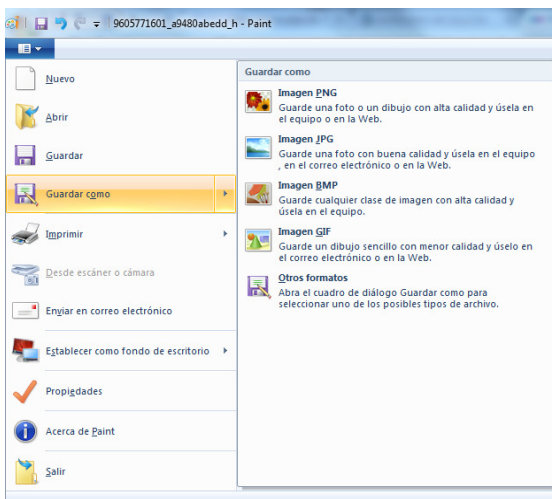 9605771601_a9480abedd_h - Paint
Nuevo
Abrir
Guardar
Guardar como
Imprimir
Desde escáner o cámara
Enviar en correo electrónico
Establecer como fondo de escritorio
Propiedades
Acerca de Paint
Salir
Guardar como
Imagen PNG
Guarde una foto o un dibujo con alta calidad y úsela en
el equipo o en la Web.
Imagen JPG
Guarde una foto con buena calidad y úsela en el equipo
, en el correo electrónico o en la Web.
Imagen BMP
Guarde cualquier clase de imagen con alta calidad y
úsela en el equipo.
Imagen GIF
Guarde un dibujo sencillo con menor calidad y úselo en
el correo electrónico o en la Web.
Otros formatos
Abra el cuadro de diálogo Guardar como para
seleccionar uno de los posibles tipos de archivo.